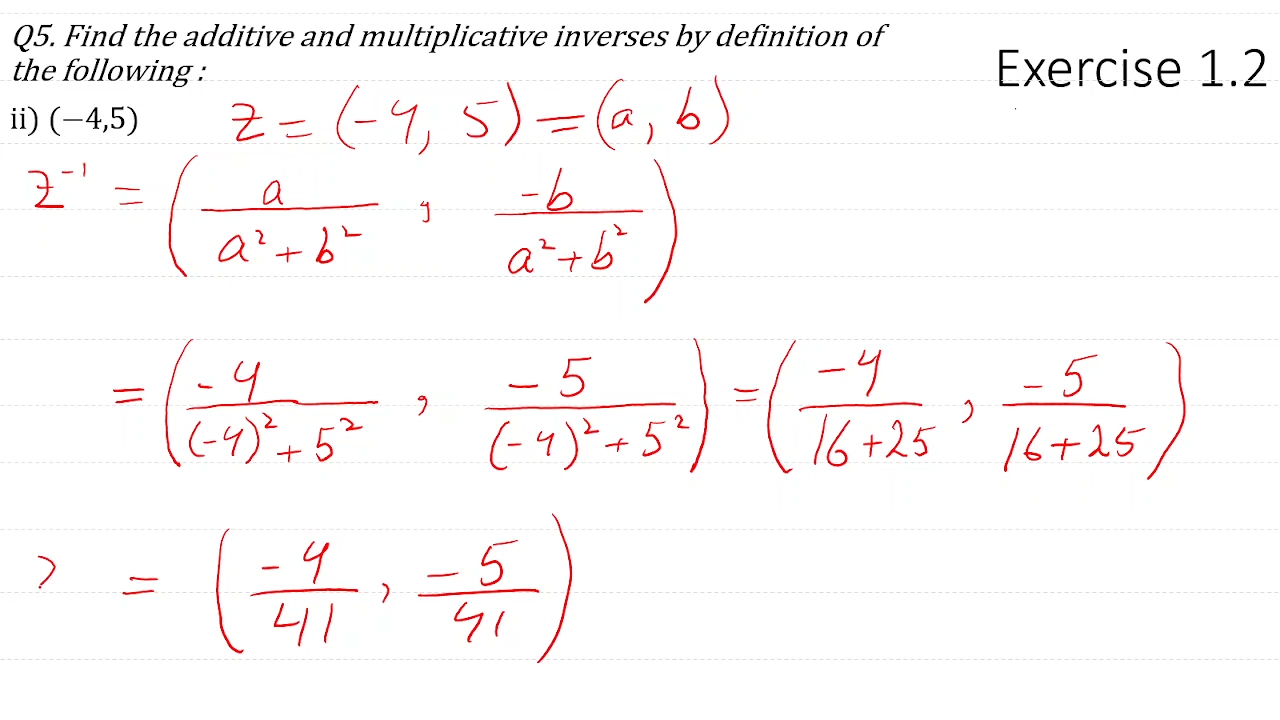 Q5. Find the additive and multiplicative inverses by definition of
the following :
Exercise 1.2
ii) (−4,5)
z = (-4, 5) = (a, b)
z⁻¹ = (a/(a²+b²), -b/(a²+b²))
= (-4/((-4)²+5²), -5/((-4)²+5²)) = (-4/(16+25), -5/(16+25))
= (-4/41, -5/41)